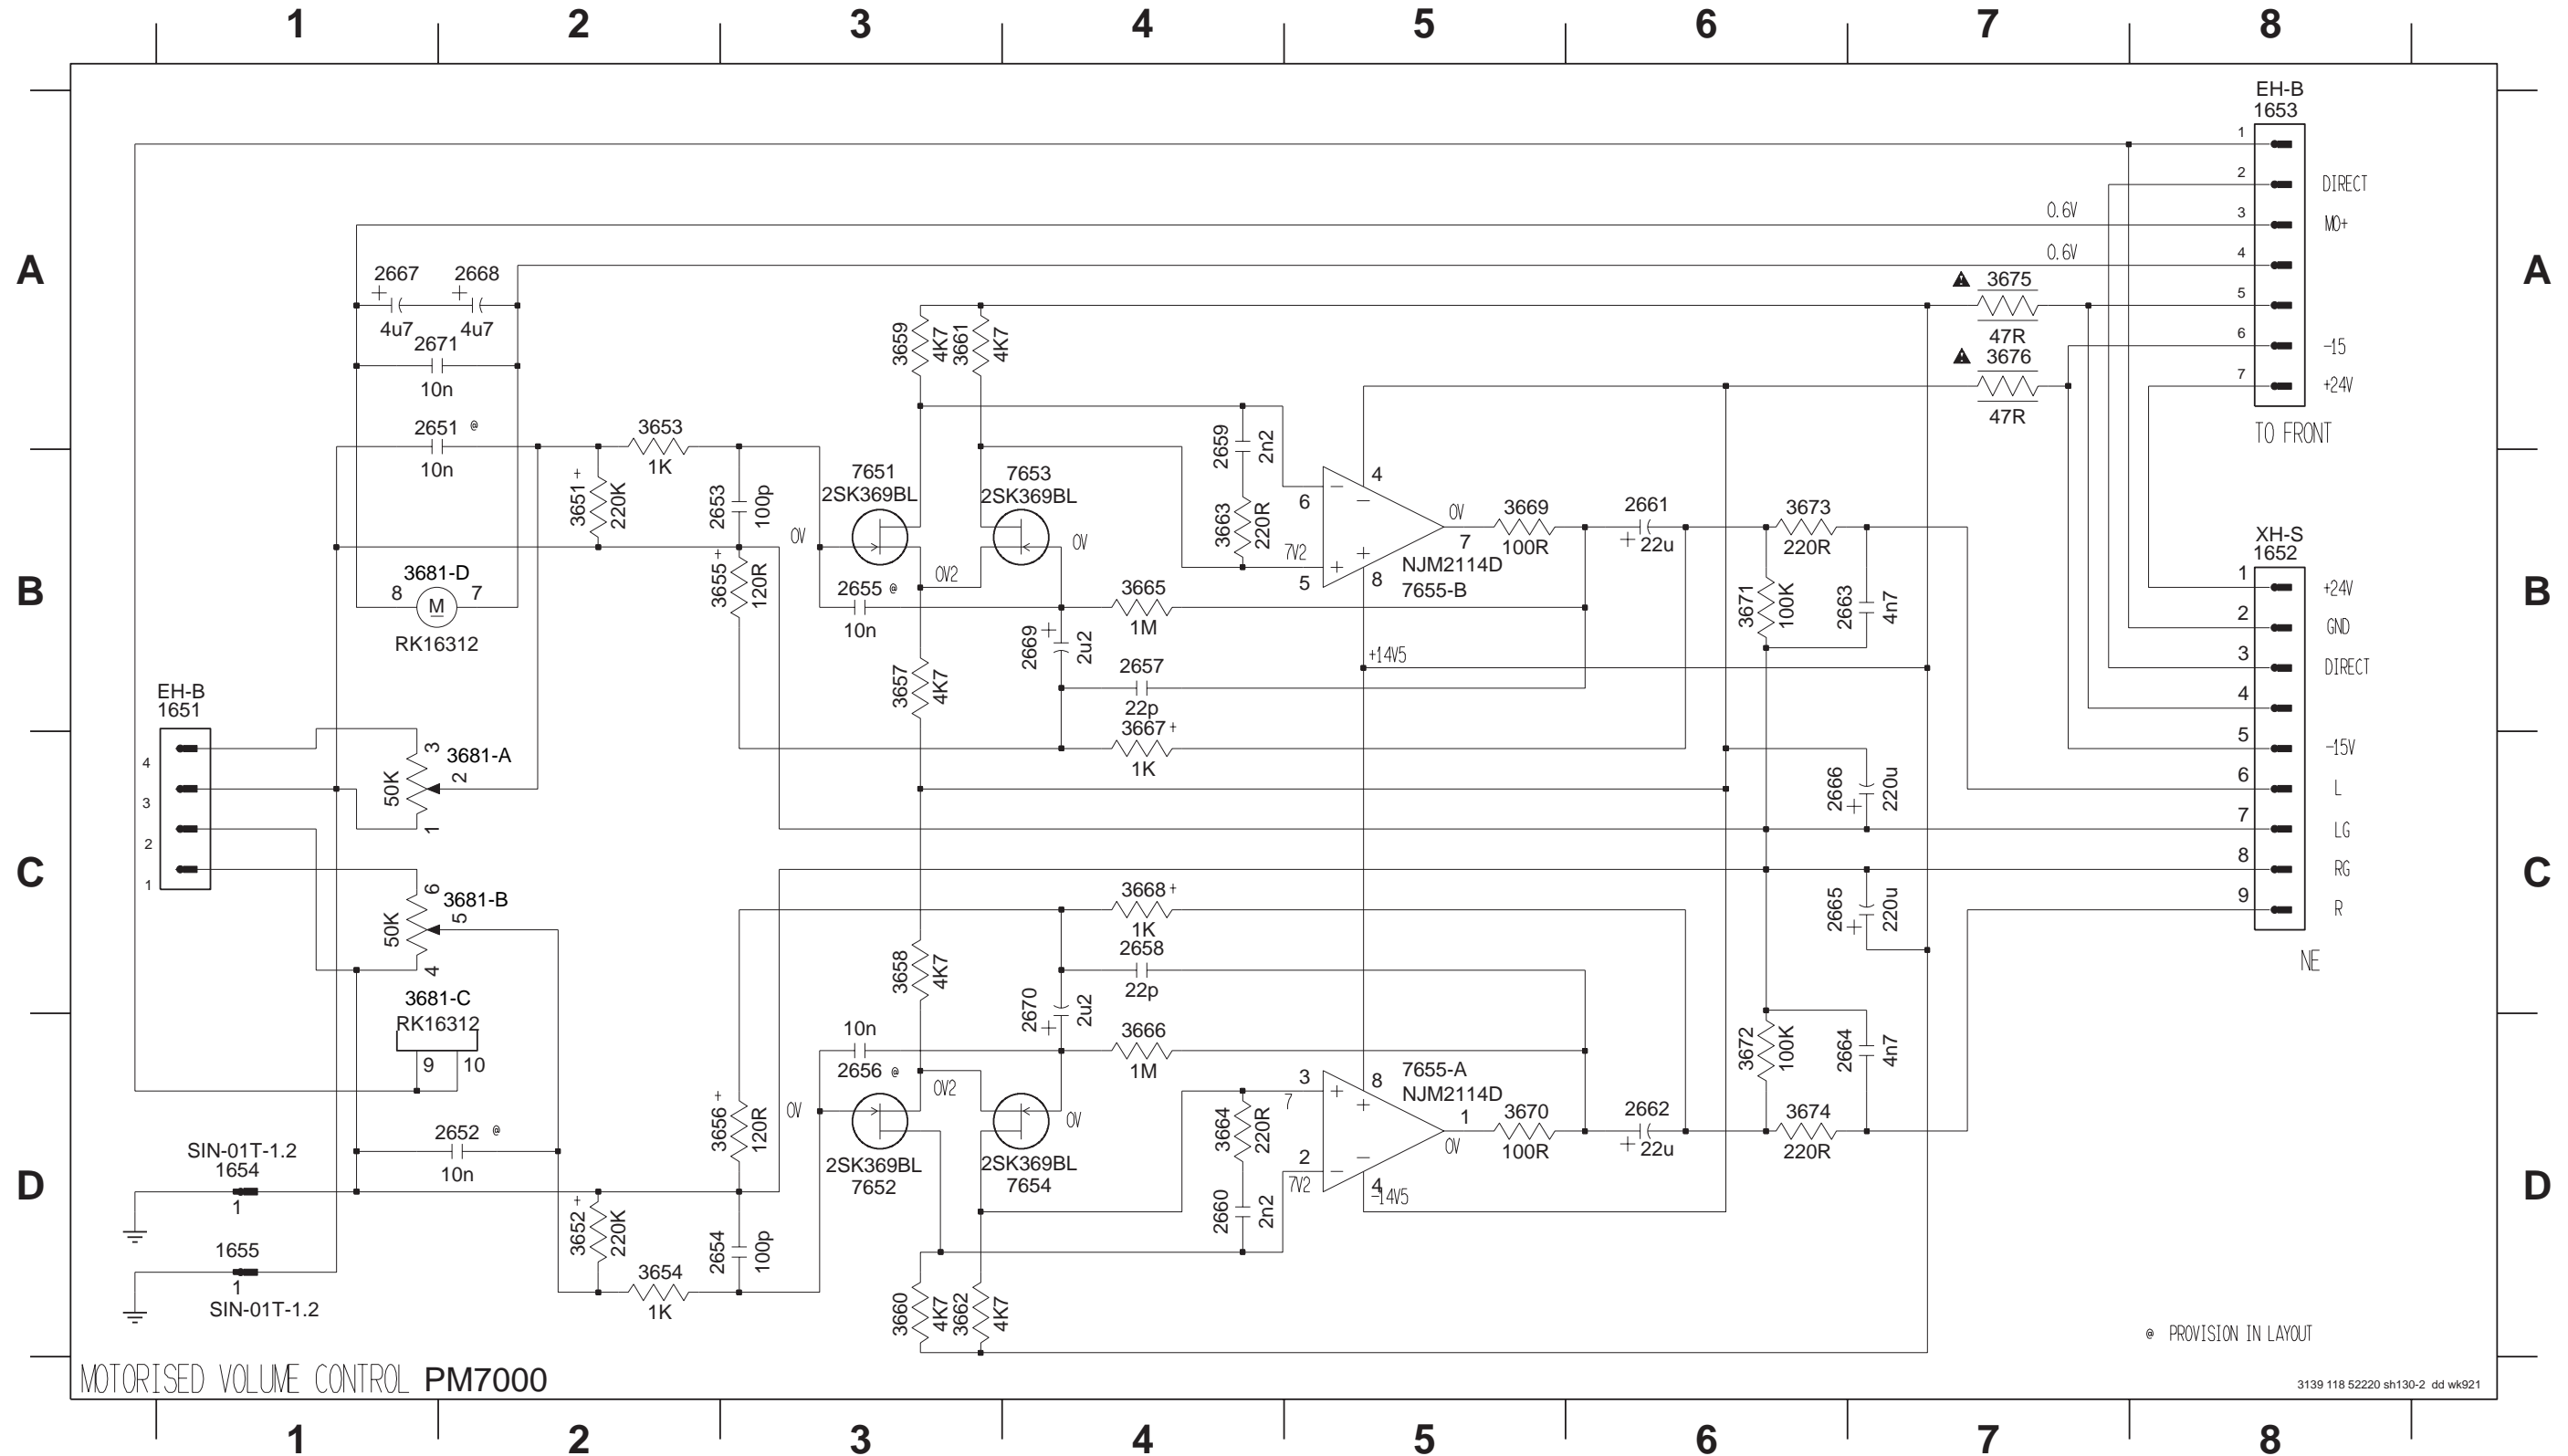 1 2 3 4 5 6 7 8
EH-B
1653
1
2 DIRECT
0.6V 3 MO+
0.6V 4
A A
2667 2668
+ +
4u7 4u7
3675
5
47R
2671
10n
3659 4K7 3661 4K7
6 -15
3676
7 +24V
47R
TO FRONT
2651 @
10n
3653
1K
2659 2n2
7651
2SK369BL
7653
2SK369BL
3651 + 220K
2653 100p
0V
0V
3663 220R
6
4
7V2
5
8
0V
7
NJM2114D
7655-B
3669
100R
2661
+ 22u
3673
220R
XH-S
1652
B B
3681-D
8 M 7
RK16312
3655 + 120R
0V2
2655 @
10n
3665
1M
2669 + 2u2
3671 100K
2663 4n7
1 +24V
2 GND
3 DIRECT
4
+14V5
3657 4K7
2657
22p
3667 +
1K
EH-B
1651
4
3
2
1
3
3681-A
2
50K
1
5 -15V
6 L
7 LG
8 RG
9 R
NE
2666 + 220u
2665 + 220u
C C
6
3681-B
5
50K
4
3668 +
1K
2658
22p
3658 4K7
2670 + 2u2
3681-C
RK16312
9 10
10n
2656 @
3666
1M
0V2
3672 100K
2664 4n7
7655-A
NJM2114D
3
7
8
1
0V
2
7V2
4
-14V5
3664 220R
2660 2n2
3670
100R
2662
+ 22u
3674
220R
3656 + 120R
0V
0V
2SK369BL
7652
2SK369BL
7654
2652 @
10n
D D
SIN-01T-1.2
1654
1
1655
1
SIN-01T-1.2
3652 + 220K
2654 100p
3654
1K
3660 4K7 3662 4K7
@ PROVISION IN LAYOUT
MOTORISED VOLUME CONTROL PM7000
3139 118 52220 sh130-2 dd wk921
1 2 3 4 5 6 7 8